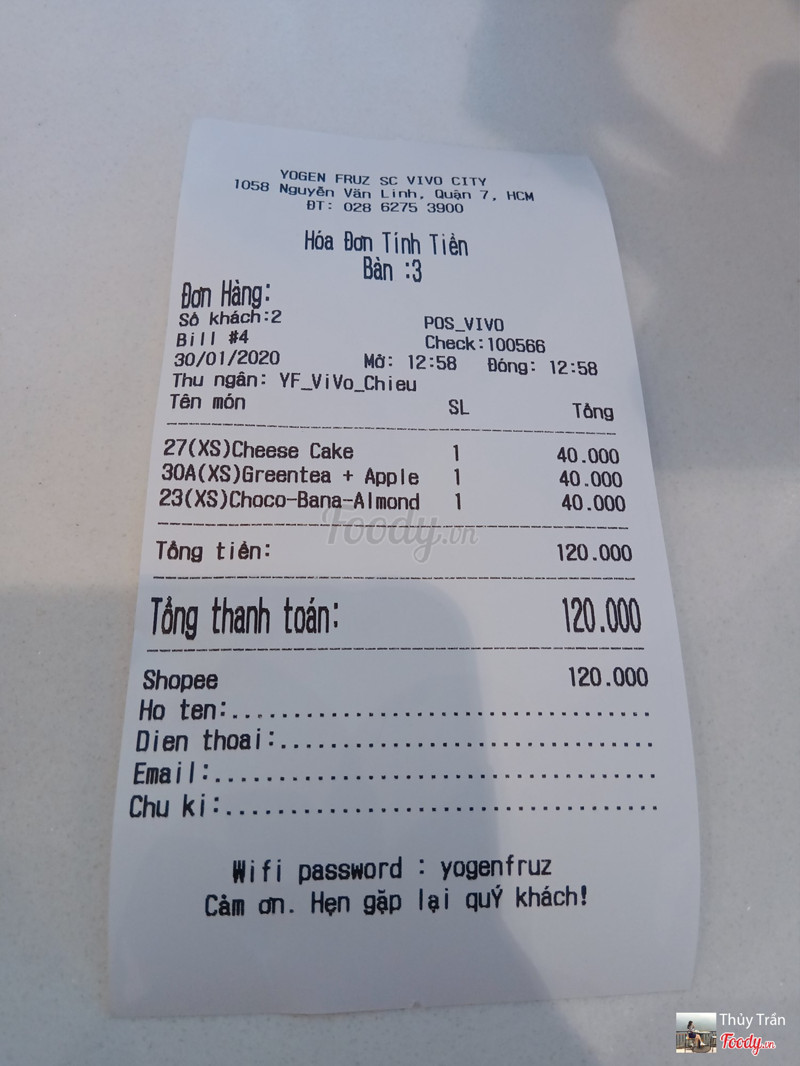 YOGEN FRUZ SC VIVO CITY
1058 Nguyễn Văn Linh, Quận 7, HCM
ĐT: 028 6275 3900
Hóa Đơn Tính Tiền
Bàn :3
Đơn Hàng:
Số khách:2 POS_VIVO
Bill #4 Check:100566
30/01/2020 Mở: 12:58 Đóng: 12:58
Thu ngân: YF_ViVo_Chieu
Tên món SL Tổng
27(XS)Cheese Cake 1 40.000
30A(XS)Greentea + Apple 1 40.000
23(XS)Choco-Bana-Almond 1 40.000
Foody.vn
Tổng tiền: 120.000
Tổng thanh toán: 120.000
Shopee 120.000
Ho ten:..................................
Dien thoai:..............................
Email:...................................
Chu ki:..................................
Wifi password : yogenfruz
Cảm ơn. Hẹn gặp lại quÝ khách!
Thủy Trần
Foody.vn